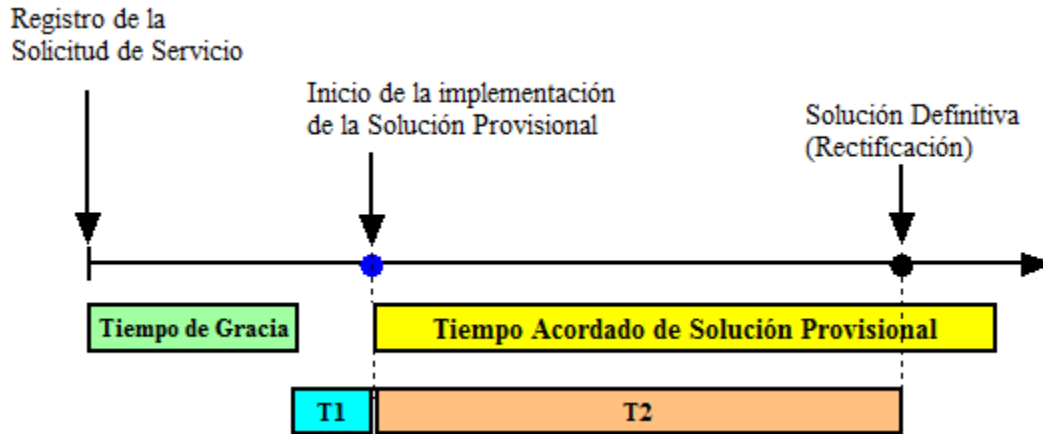 Registro de la
Solicitud de Servicio
Inicio de la implementación
de la Solución Provisional
Solución Definitiva
(Rectificación)
Tiempo de Gracia
Tiempo Acordado de Solución Provisional
T1
T2